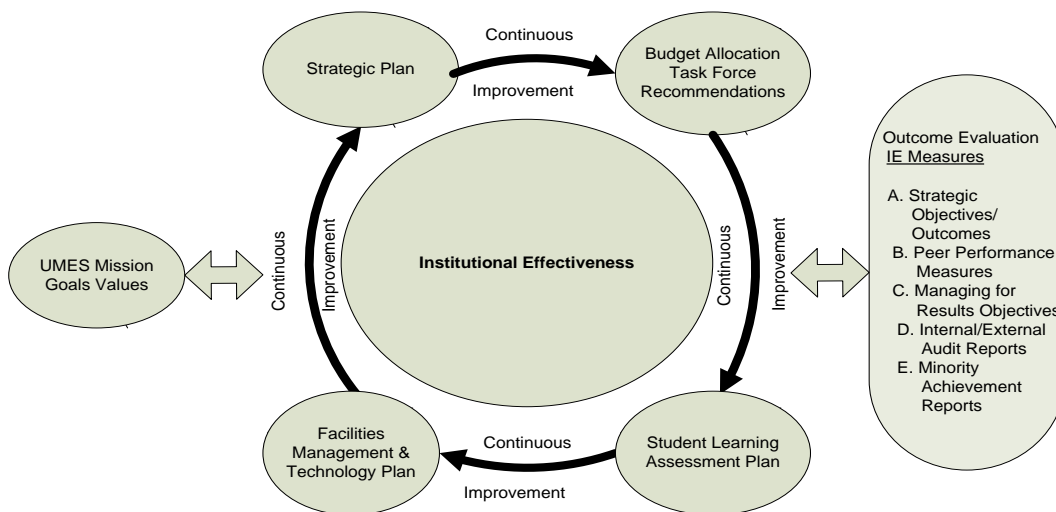 Strategic Plan
Continuous
Improvement
Budget Allocation
Task Force
Recommendations
Outcome Evaluation
IE Measures
A. Strategic
Objectives/
Outcomes
B. Peer Performance
Measures
C. Managing for
Results Objectives
D. Internal/External
Audit Reports
E. Minority
Achievement
Reports
UMES Mission
Goals Values
Continuous
Improvement
Institutional Effectiveness
Continuous
Improvement
Facilities
Management &
Technology Plan
Continuous
Improvement
Student Learning
Assessment Plan